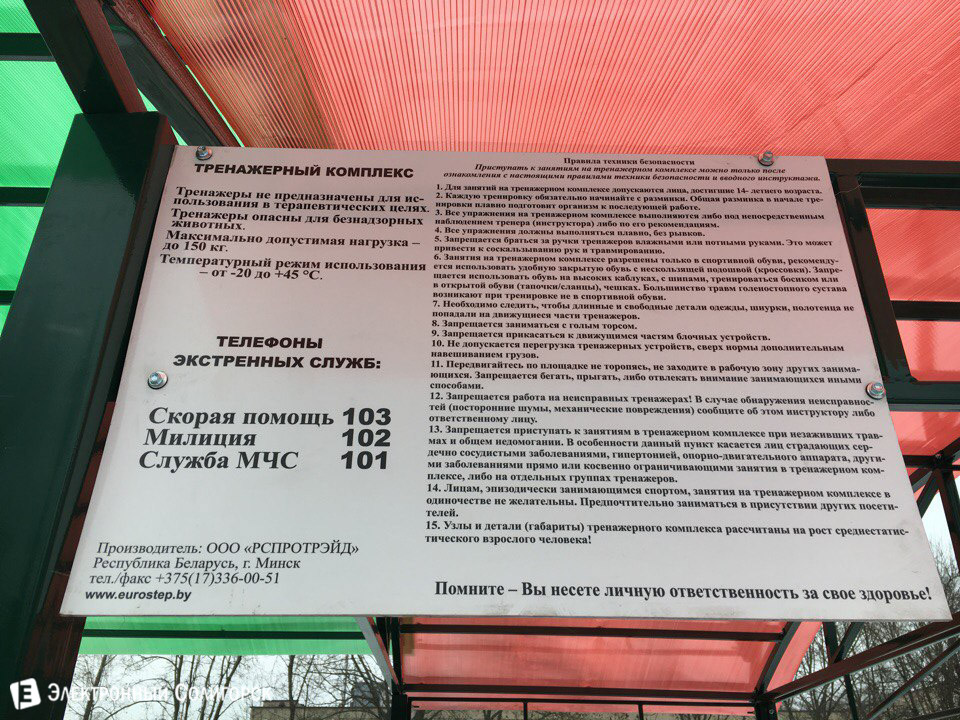 ТРЕНАЖЕРНЫЙ КОМПЛЕКС
Тренажеры не предназначены для ис-
пользования в терапевтических целях.
Тренажеры опасны для безнадзорных
животных.
Максимально допустимая нагрузка –
до 150 кг.
Температурный режим использования
– от -20 до +45 °С.
ТЕЛЕФОНЫ
ЭКСТРЕННЫХ СЛУЖБ:
Скорая помощь 103
Милиция 102
Служба МЧС 101
Производитель: ООО «РСПРОТРЭЙД»
Республика Беларусь, г. Минск
тел./факс +375(17)336-00-51
www.eurostep.by
Правила техники безопасности
Приступать к занятиям на тренажерном комплексе можно только после
ознакомления с настоящими правилами техники безопасности и вводного инструктажа.
1. Для занятий на тренажерном комплексе допускаются лица, достигшие 14- летнего возраста.
2. Каждую тренировку обязательно начинайте с разминки. Общая разминка в начале тре-
нировки плавно подготовит организм к последующей работе.
3. Все упражнения на тренажерном комплексе выполняются либо под непосредственным
наблюдением тренера (инструктора) либо по его рекомендациям.
4. Все упражнения должны выполняться плавно, без рывков.
5. Запрещается браться за ручки тренажеров влажными или потными руками. Это может
привести к соскальзыванию рук и травмированию.
6. Занятия на тренажерном комплексе разрешены только в спортивной обуви, рекоменду-
ется использовать удобную закрытую обувь с нескользящей подошвой (кроссовки). Запре-
щается использовать обувь на высоких каблуках, с шипами, тренироваться босиком или
в открытой обуви (тапочки/сланцы), чешках. Большинство травм голеностопного сустава
возникают при тренировке не в спортивной обуви.
7. Необходимо следить, чтобы длинные и свободные детали одежды, шнурки, полотенца не
попадали на движущиеся части тренажеров.
8. Запрещается заниматься с голым торсом.
9. Запрещается прикасаться к движущимся частям блочных устройств.
10. Не допускается перегрузка тренажерных устройств, сверх нормы дополнительным
навешиванием грузов.
11. Передвигайтесь по площадке не торопясь, не заходите в рабочую зону других занима-
ющихся. Запрещается бегать, прыгать, либо отвлекать внимание занимающихся иными
способами.
12. Запрещается работа на неисправных тренажерах! В случае обнаружения неисправнос-
тей (посторонние шумы, механические повреждения) сообщите об этом инструктору либо
ответственному лицу.
13. Запрещается приступать к занятиям в тренажерном комплексе при незаживших трав-
мах и общем недомогании. В особенности данный пункт касается лиц страдающих сер-
дечно сосудистыми заболеваниями, гипертонией, опорно-двигательного аппарата, други-
ми заболеваниями прямо или косвенно ограничивающими занятия в тренажерном ком-
плексе, либо на отдельных группах тренажеров.
14. Лицам, эпизодически занимающимся спортом, занятия на тренажерном комплексе в
одиночестве не желательны. Предпочтительно заниматься в присутствии других посети-
телей.
15. Узлы и детали (габариты) тренажерного комплекса рассчитаны на рост среднестатис-
тического взрослого человека!
Помните – Вы несете личную ответственность за свое здоровье!
Электронный Солигорск